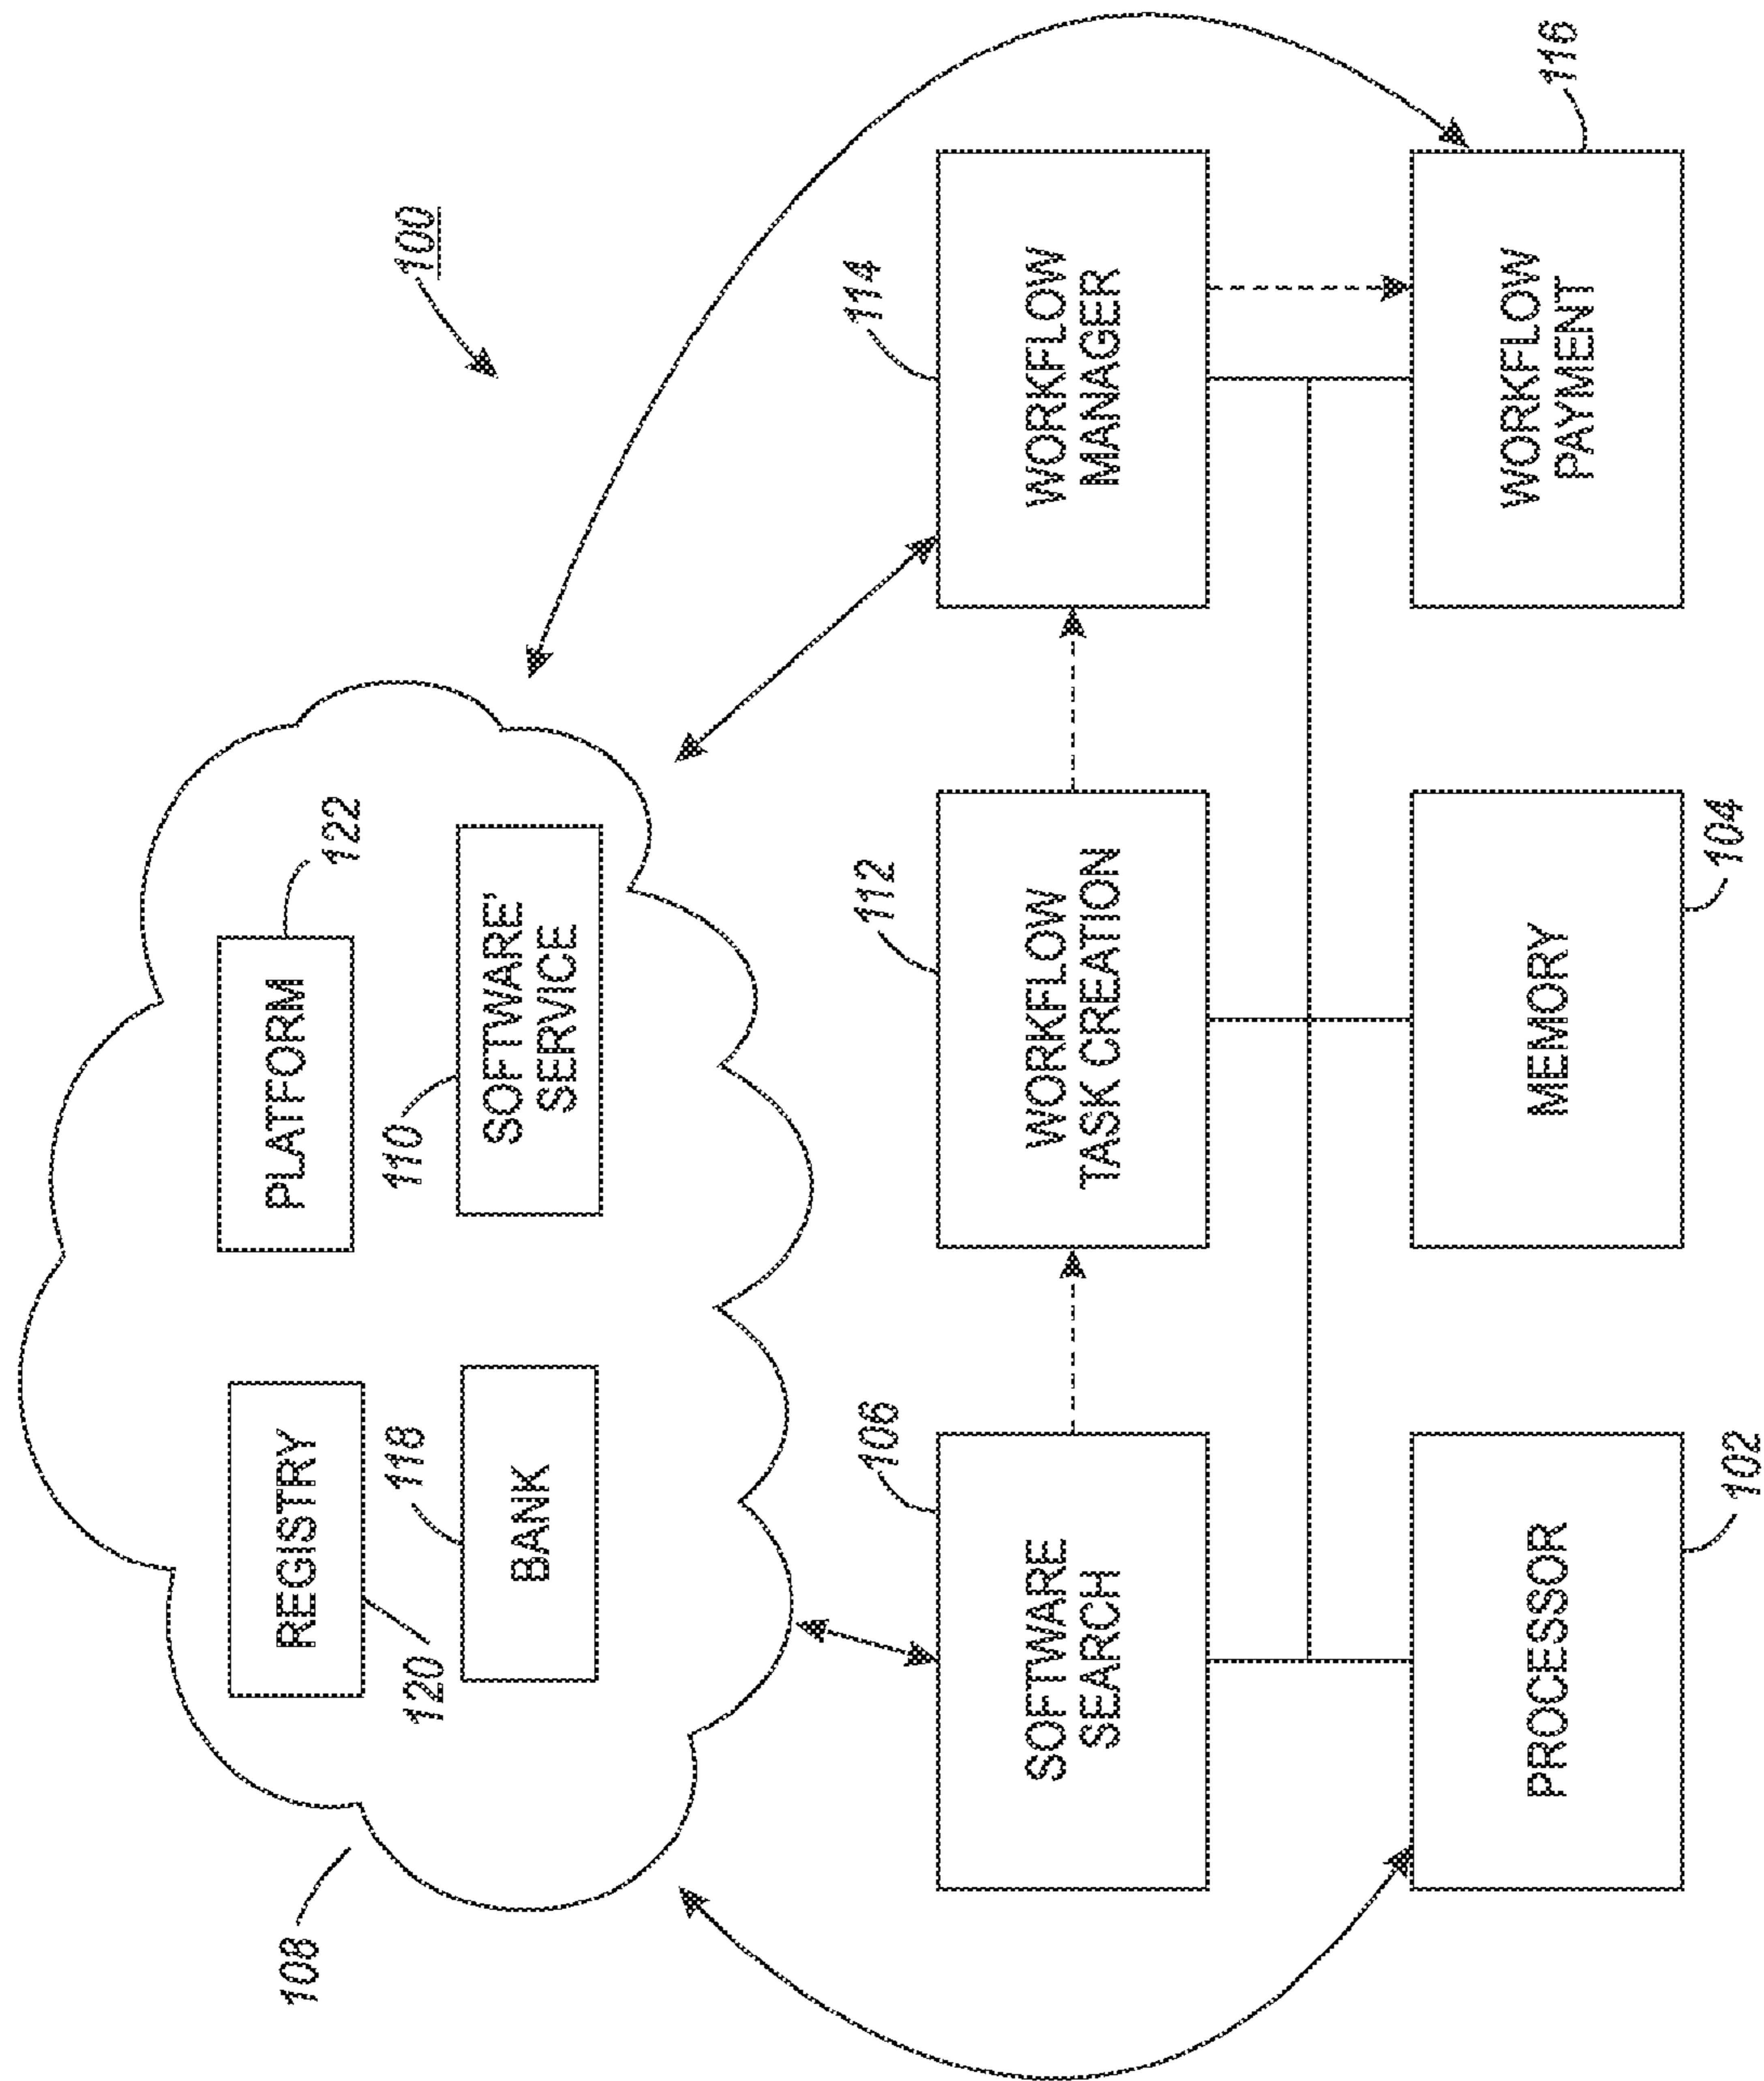 100
108
REGISTRY
120
PLATFORM
122
BANK
118
SOFTWARE'
SERVICE
110
106
SOFTWARE
SEARCH
112
WORKFLOW
TASK CREATION
114
WORKFLOW
MANAGER
PROCESSOR
102
MEMORY
104
WORKFLOW
PAYMENT
116